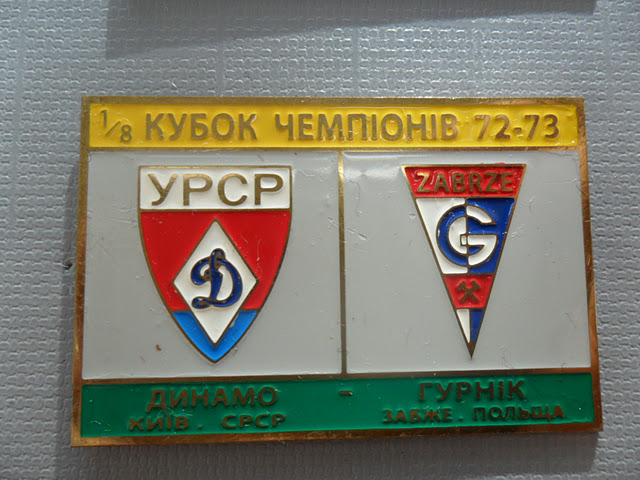 1/8 КУБОК ЧЕМПІОНІВ 72-73
УРСР
Д
ZABRZE
G
ДИНАМО - ГУРНІК
КИЇВ . СРСР
ЗАБЖЕ . ПОЛЬЩА